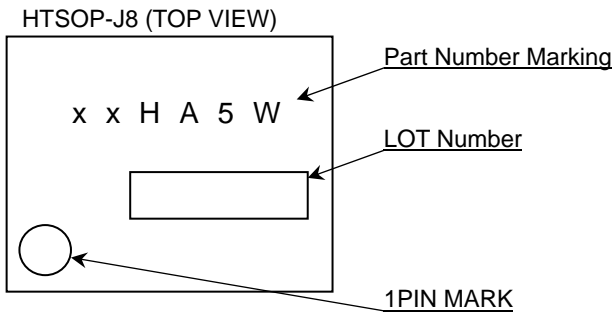 HTSOP-J8 (TOP VIEW)
Part Number Marking
x x H A 5 W
LOT Number
1PIN MARK